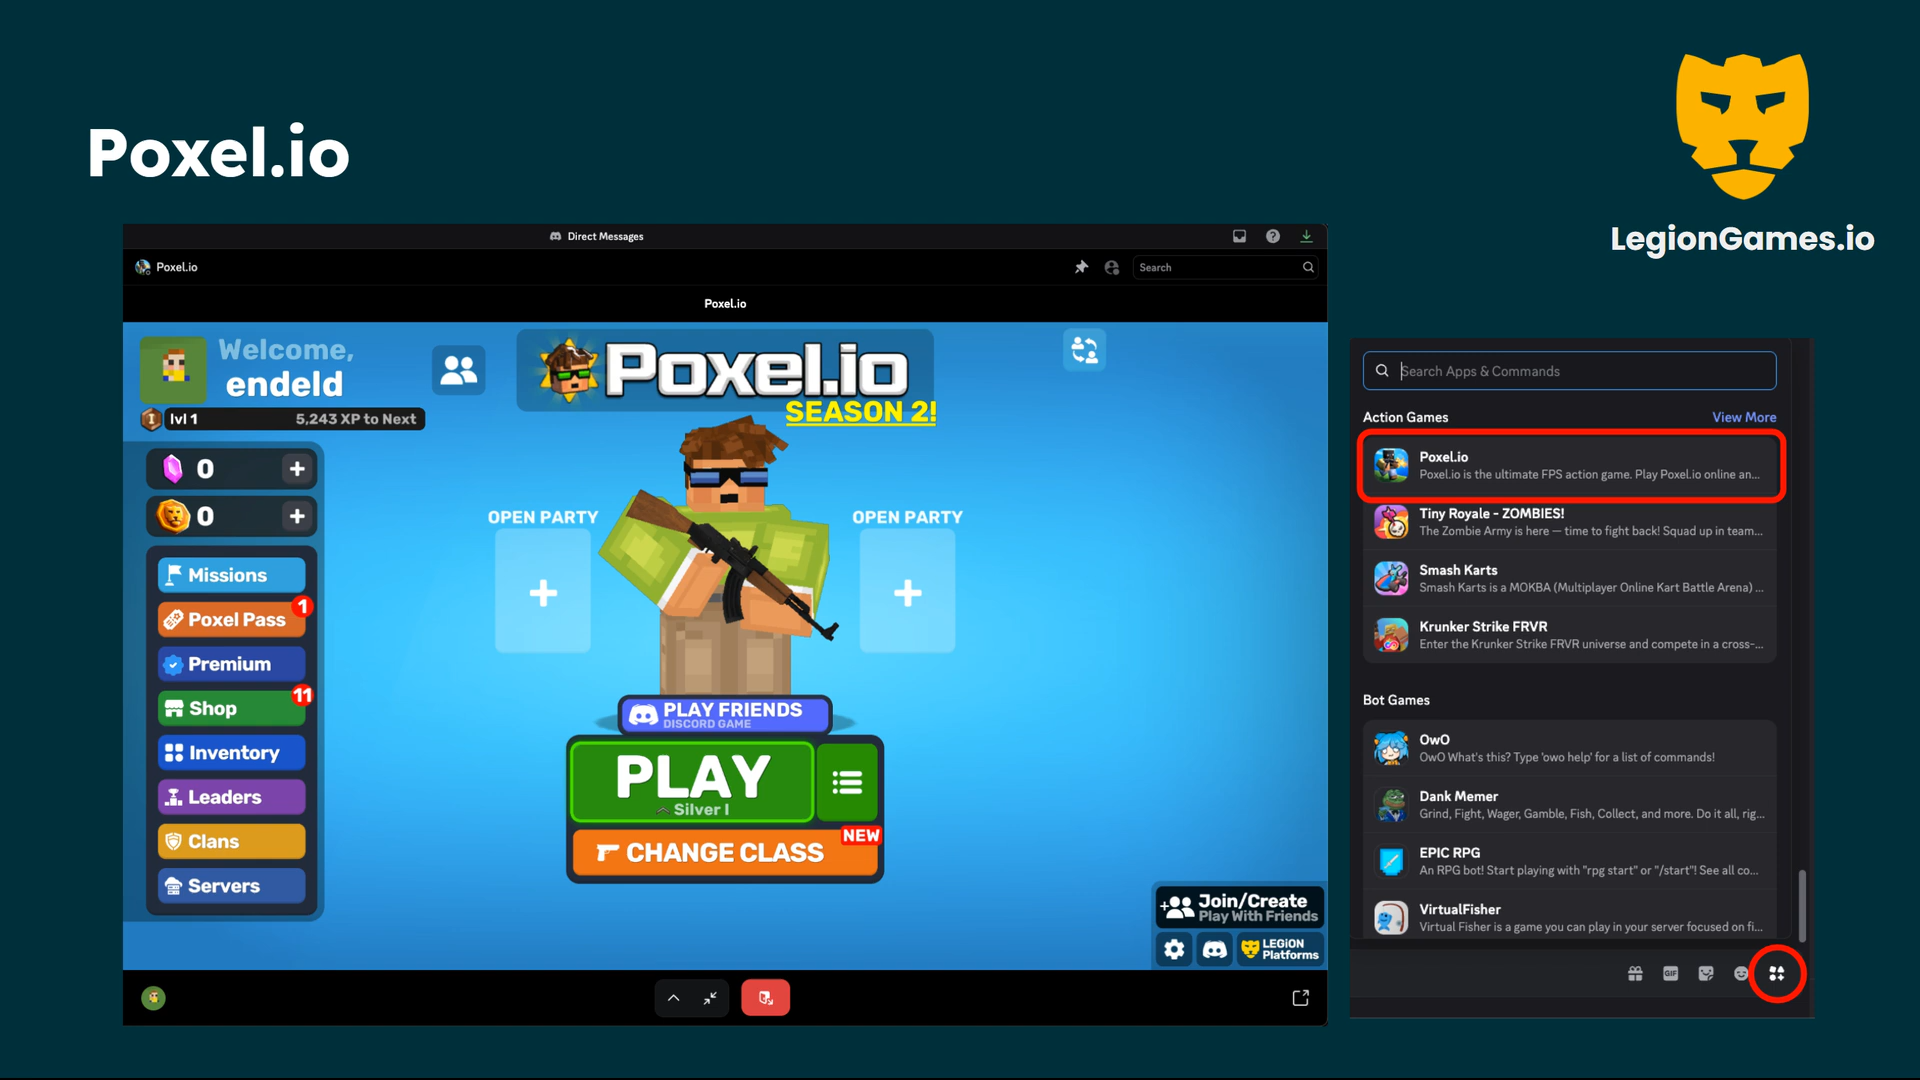 Poxel.io
LegionGames.io
Direct Messages
Poxel.io
Search
Poxel.io
Welcome,
endeld
lvl 1
5,243 XP to Next
0
0
Missions
Poxel Pass
1
Premium
Shop
11
Inventory
Leaders
Clans
Servers
Poxel.io
SEASON 2!
OPEN PARTY
OPEN PARTY
PLAY FRIENDS
DISCORD GAME
PLAY
Silver I
NEW
CHANGE CLASS
Join/Create
Play With Friends
LEGION
Platforms
Search Apps & Commands
Action Games
View More
Poxel.io
Poxel.io is the ultimate FPS action game. Play Poxel.io online an...
Tiny Royale - ZOMBIES!
The Zombie Army is here — time to fight back! Squad up in team...
Smash Karts
Smash Karts is a MOKBA (Multiplayer Online Kart Battle Arena) ...
Krunker Strike FRVR
Enter the Krunker Strike FRVR universe and compete in a cross-...
Bot Games
OwO
OwO What's this? Type 'owo help' for a list of commands!
Dank Memer
Grind, Fight, Wager, Gamble, Fish, Collect, and more. Do it all, rig...
EPIC RPG
An RPG bot! Start playing with "rpg start" or "/start"! See all co...
VirtualFisher
Virtual Fisher is a game you can play in your server focused on fi...
GIF